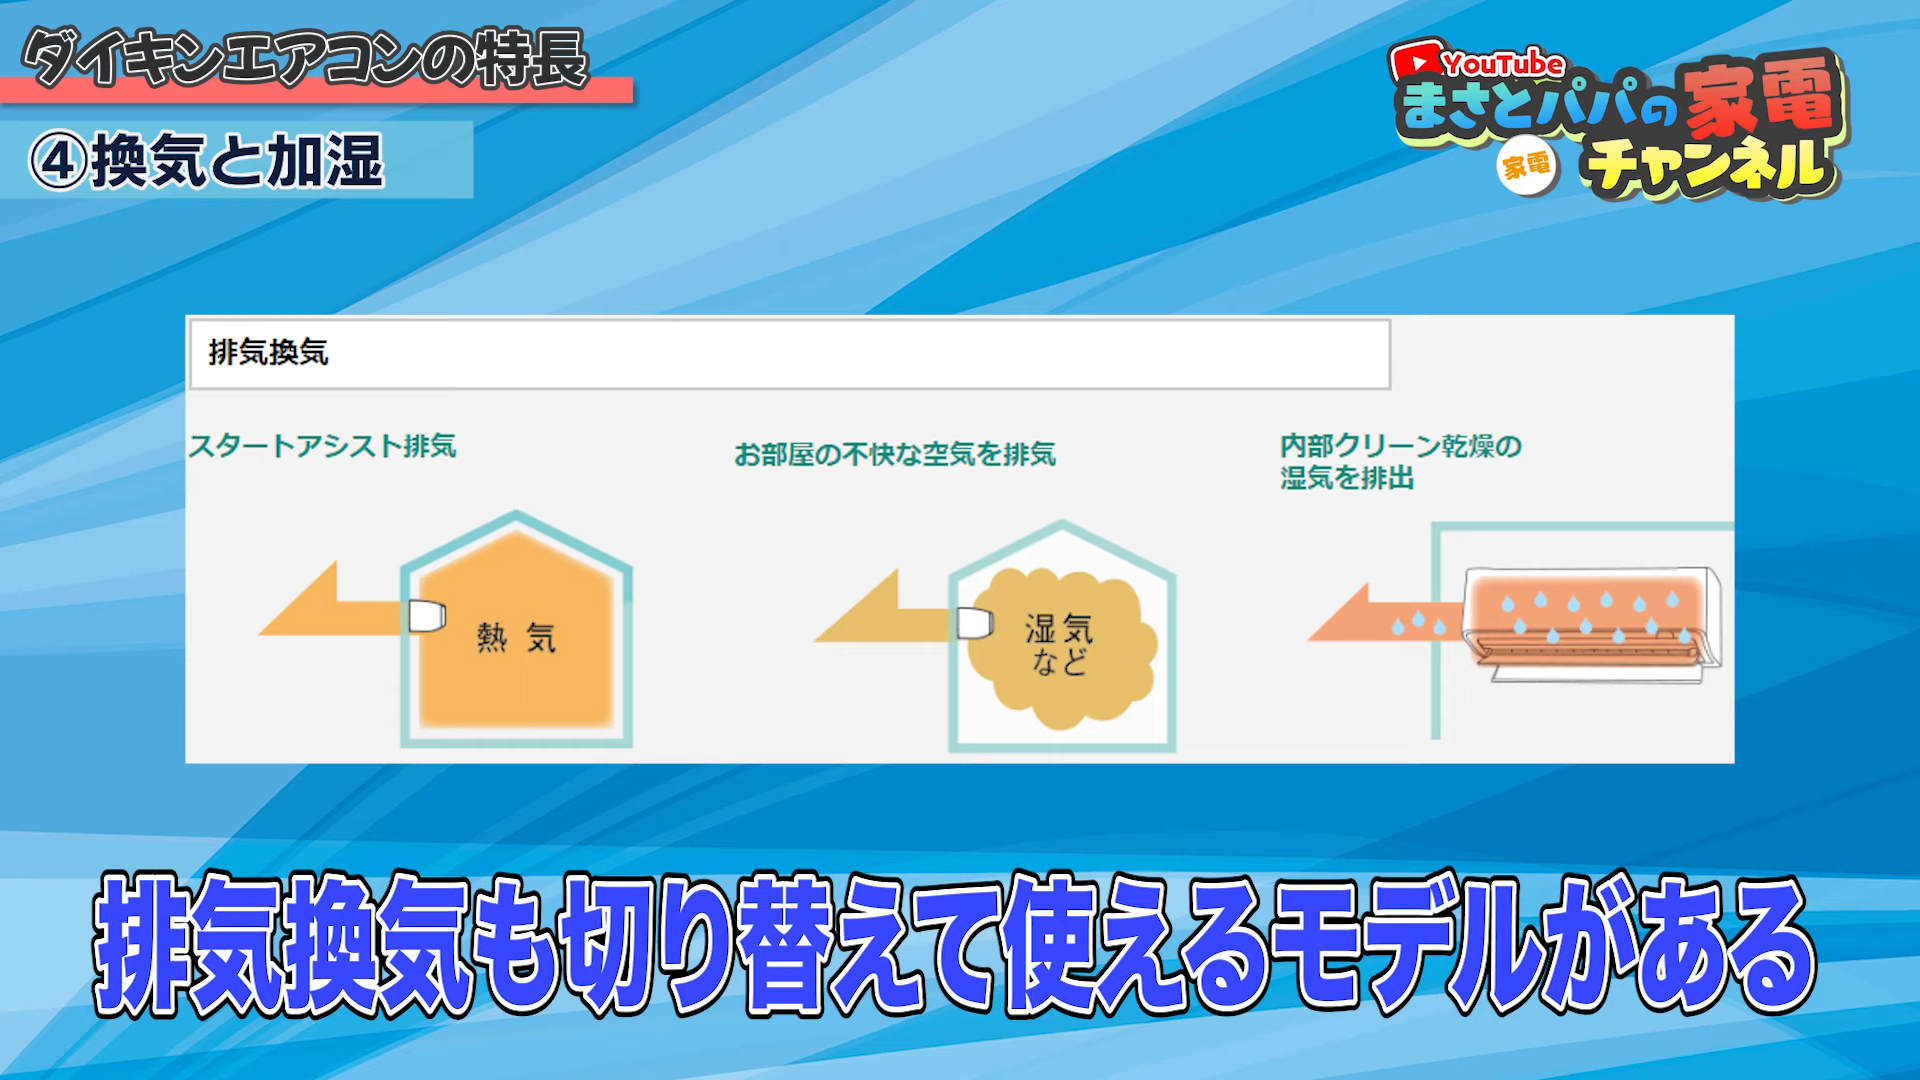 ダイキンエアコンの特長
④換気と加湿
YouTube
まさとパパの家電
家電
チャンネル
排気換気
スタートアシスト排気
お部屋の不快な空気を排気
内部クリーン乾燥の
湿気を排出
熱気
湿気
など
排気換気も切り替えて使えるモデルがある